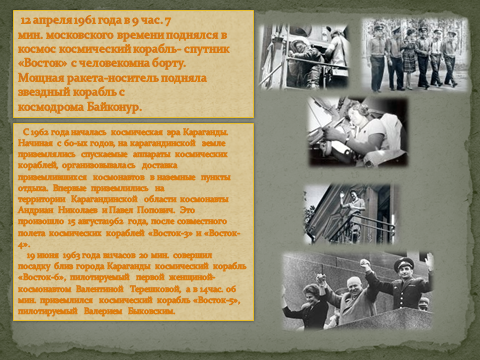 12 апреля 1961 года в 9 час. 7
мин. московского времени поднялся в
космос космический корабль- спутник
«Восток» с человекомна борту.
Мощная ракета-носитель подняла
звездный корабль с
космодрома Байконур.
С 1962 года началась космическая эра Караганды.
Начиная с 60-ых годов, на карагандинской земле
приземлялись спускаемые аппараты космических
кораблей, организовывалась доставка
приземлившихся космонавтов в наземные пункты
отдыха. Впервые приземлились на
территории Карагандинской области космонавты
Андриан Николаев и Павел Попович. Это
произошло 15 августа1962 года, после совместного
полета космических кораблей «Восток-3» и «Восток-
4».
19 июня 1963 года 11часов 20 мин. совершил
посадку близ города Караганды космический корабль
«Восток-6», пилотируемый первой женщиной-
космонавтом Валентиной Терешковой, а в 14час. 06
мин. приземлился космический корабль «Восток-5»,
пилотируемый Валерием Быковским.